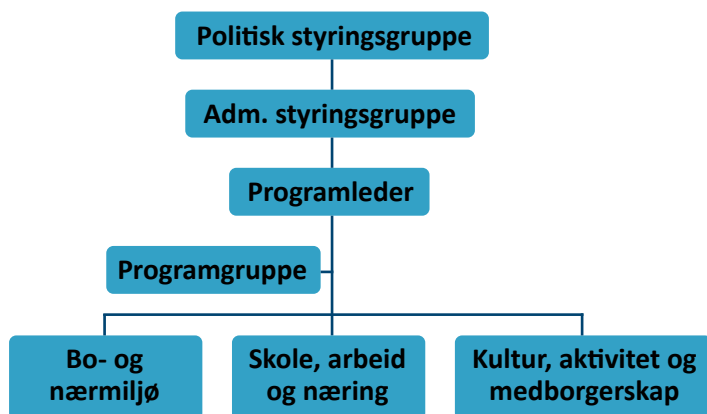 Politisk styringsgruppe
Adm. styringsgruppe
Programleder
Programgruppe
Bo- og
nærmiljø
Skole, arbeid
og næring
Kultur, aktivitet og
medborgerskap